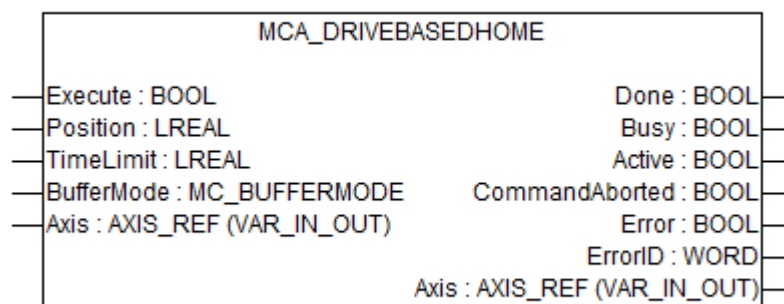 MCA_DRIVEBASEDHOME
Execute : BOOL Done : BOOL
Position : LREAL Busy : BOOL
TimeLimit : LREAL Active : BOOL
BufferMode : MC_BUFFERMODE CommandAborted : BOOL
Axis : AXIS_REF (VAR_IN_OUT) Error : BOOL
ErrorID : WORD
Axis : AXIS_REF (VAR_IN_OUT)